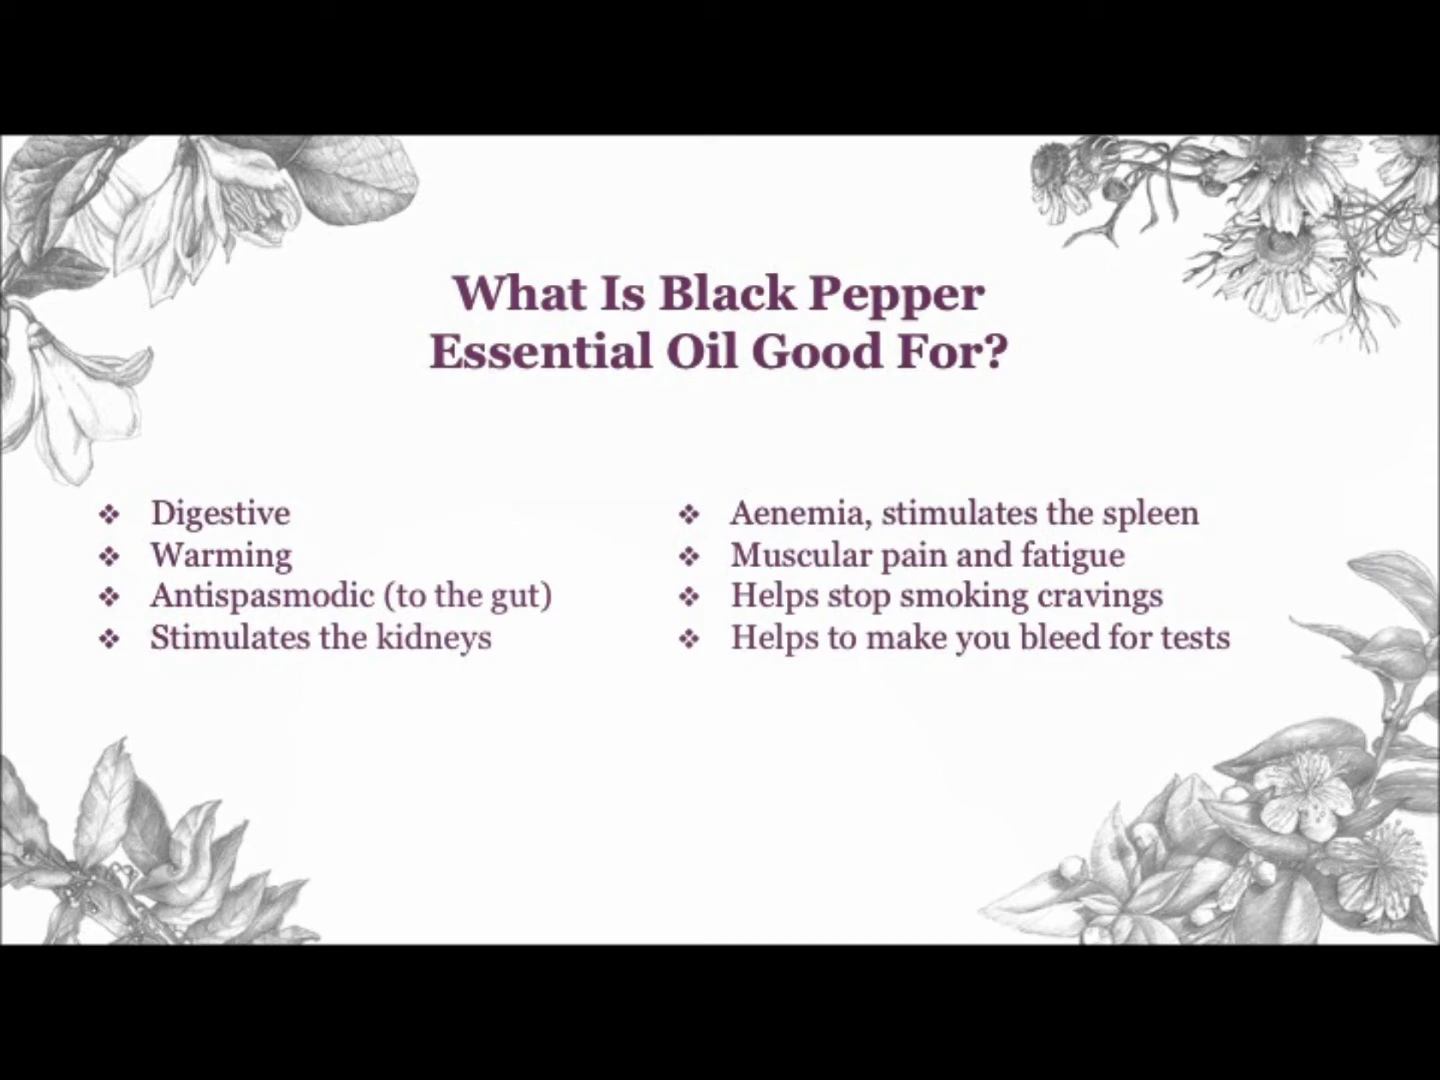 What Is Black Pepper
Essential Oil Good For?
❖ Digestive
❖ Warming
❖ Antispasmodic (to the gut)
❖ Stimulates the kidneys
❖ Aenemia, stimulates the spleen
❖ Muscular pain and fatigue
❖ Helps stop smoking cravings
❖ Helps to make you bleed for tests